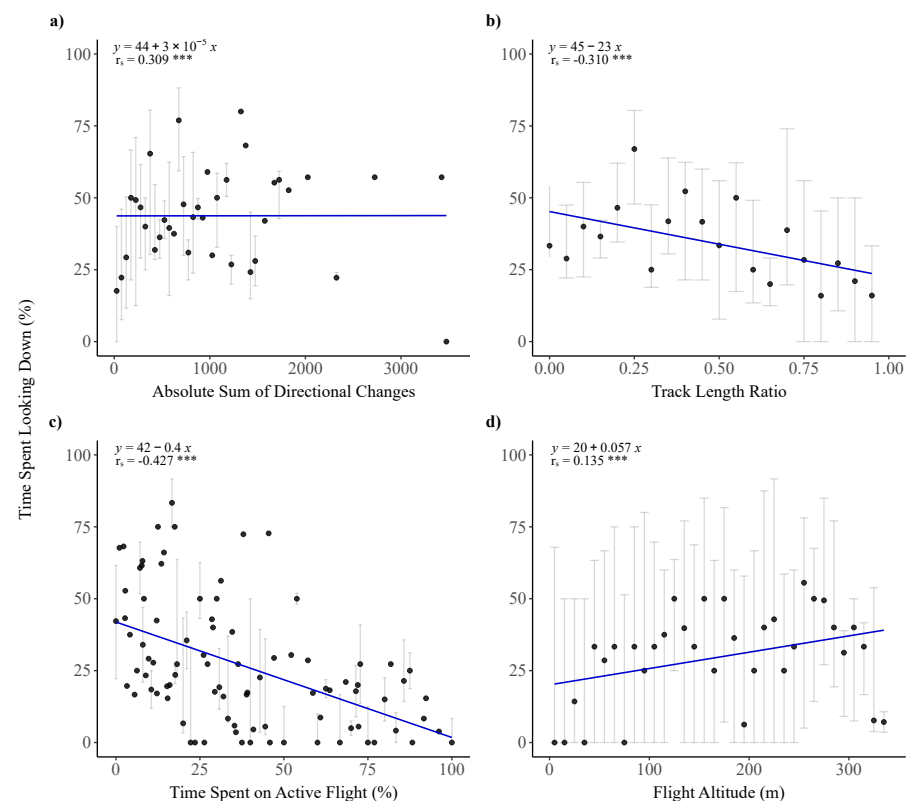 a)
y = 44 + 3 × 10⁻⁵ x
rₛ = 0.309 ***
100
75
50
25
0
0 1000 2000 3000
Absolute Sum of Directional Changes
b)
y = 45 − 23 x
rₛ = -0.310 ***
100
75
50
25
0
0.00 0.25 0.50 0.75 1.00
Track Length Ratio
Time Spent Looking Down (%)
c)
y = 42 − 0.4 x
rₛ = -0.427 ***
100
75
50
25
0
0 25 50 75 100
Time Spent on Active Flight (%)
d)
y = 20 + 0.057 x
rₛ = 0.135 ***
100
75
50
25
0
0 100 200 300
Flight Altitude (m)